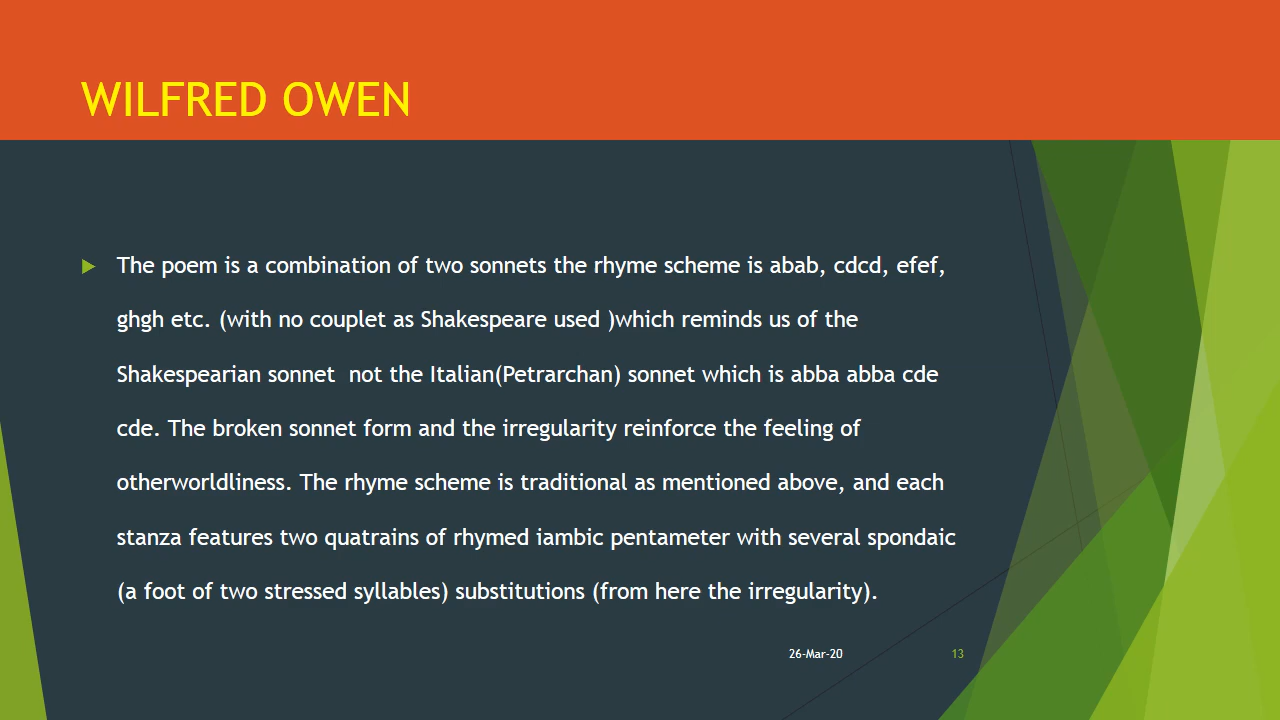 WILFRED OWEN
The poem is a combination of two sonnets the rhyme scheme is abab, cdcd, efef,
ghgh etc. (with no couplet as Shakespeare used )which reminds us of the
Shakespearian sonnet  not the Italian(Petrarchan) sonnet which is abba abba cde
cde. The broken sonnet form and the irregularity reinforce the feeling of
otherworldliness. The rhyme scheme is traditional as mentioned above, and each
stanza features two quatrains of rhymed iambic pentameter with several spondaic
(a foot of two stressed syllables) substitutions (from here the irregularity).
26-Mar-20 13